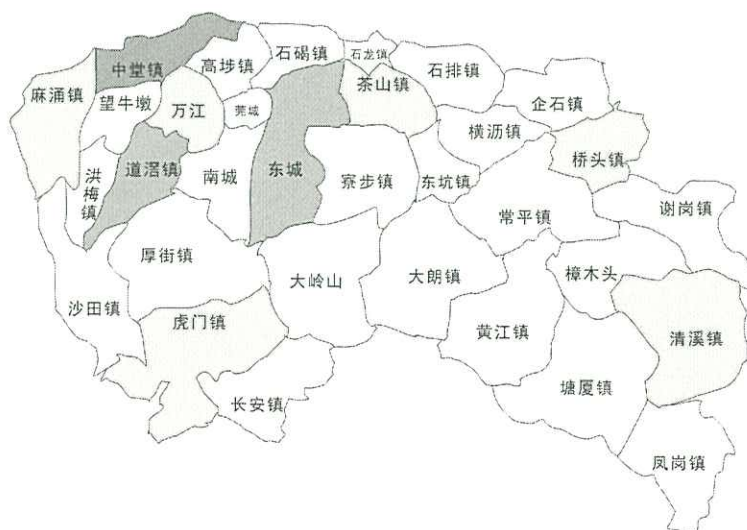 中堂镇
高埗镇
石碣镇
石龙镇
石排镇
麻涌镇
望牛墩
万江
莞城
茶山镇
企石镇
横沥镇
桥头镇
洪梅镇
道滘镇
南城
东城
寮步镇
东坑镇
常平镇
谢岗镇
厚街镇
大岭山
大朗镇
樟木头
沙田镇
虎门镇
黄江镇
清溪镇
长安镇
塘厦镇
凤岗镇